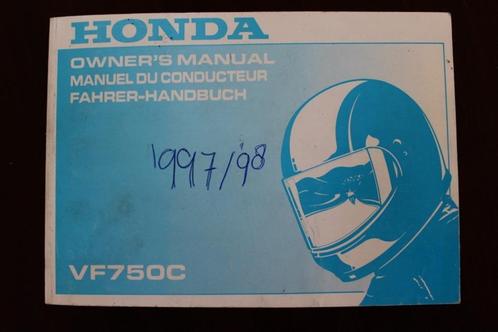 HONDA
OWNER'S MANUAL
MANUEL DU CONDUCTEUR
FAHRER-HANDBUCH
1997/'98
VF750C